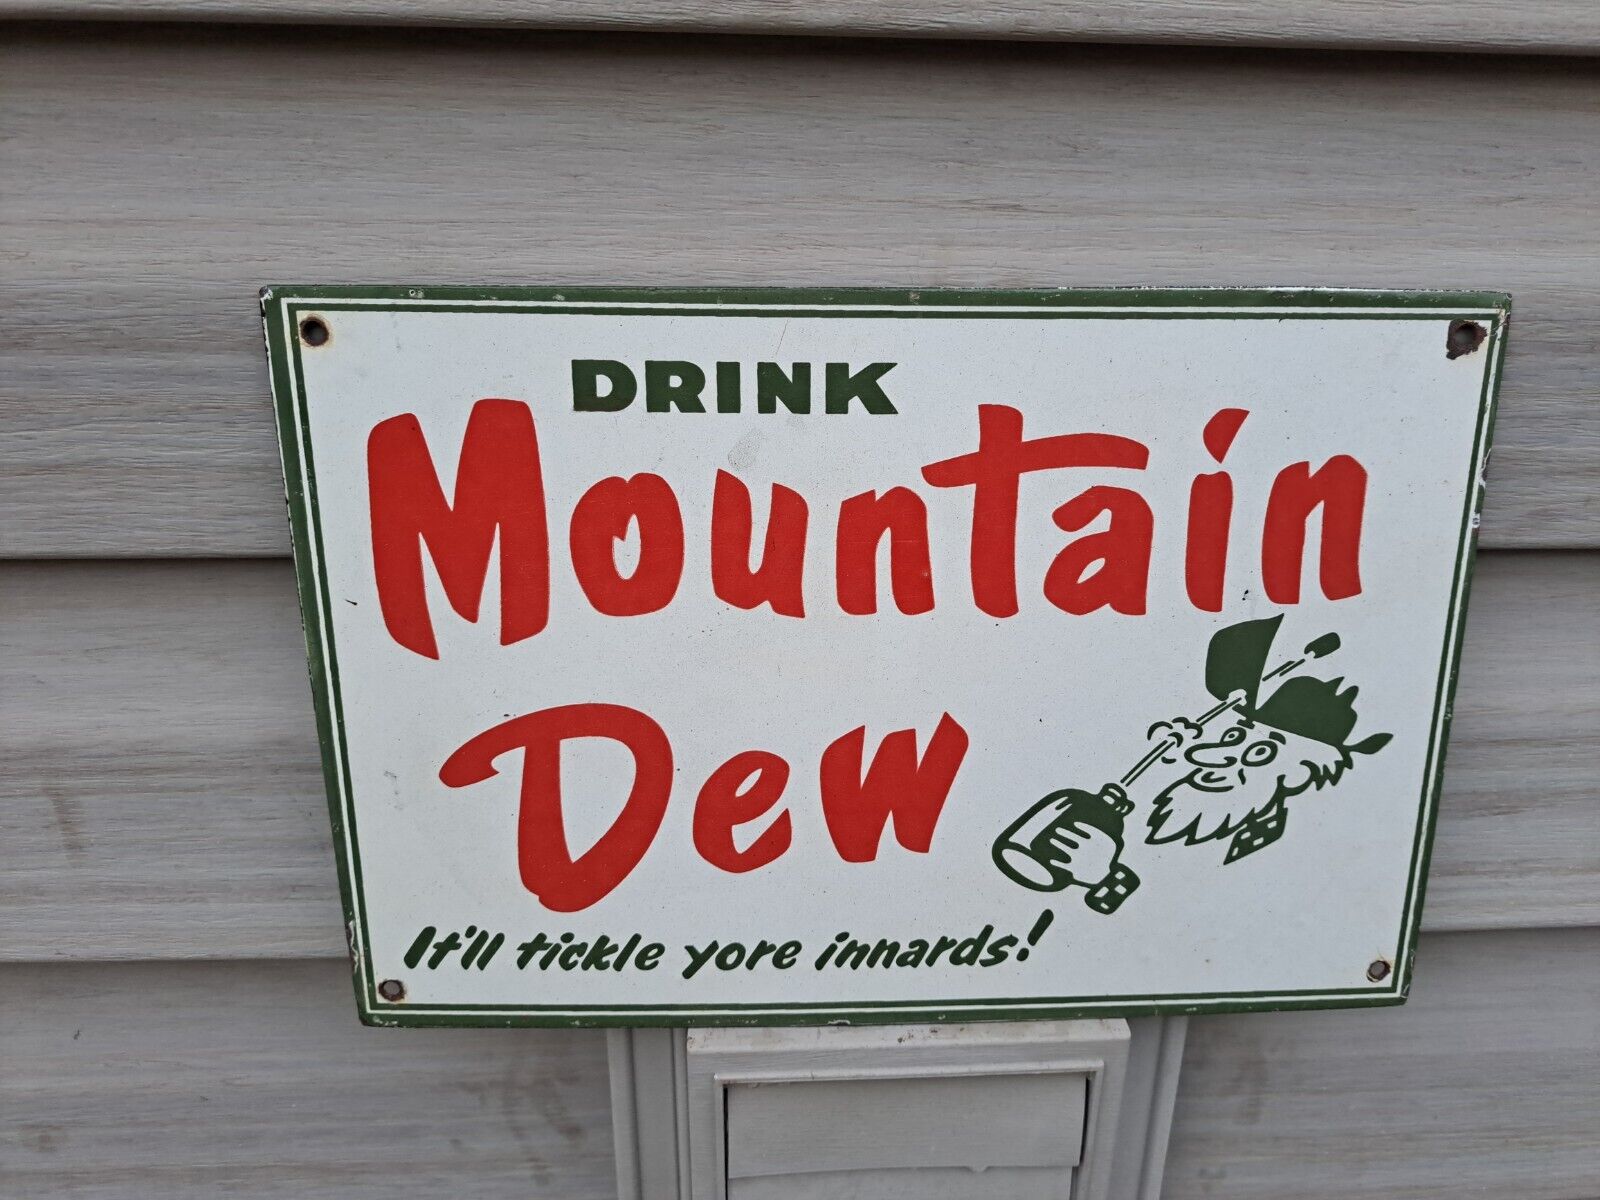 DRINK
Mountain
Dew
It'll tickle yore innards!